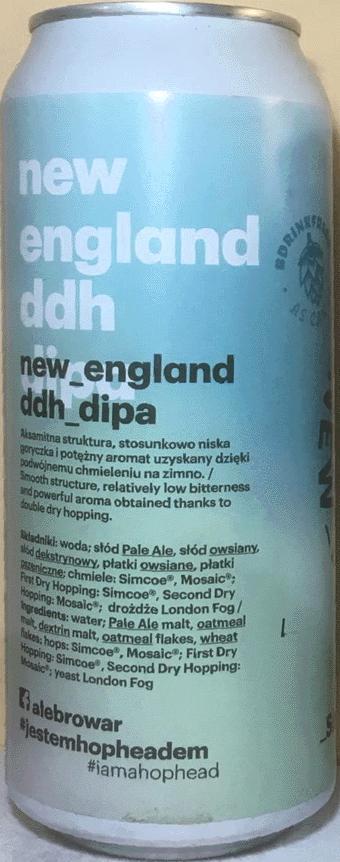 new
england
ddh
dipa
new_england
ddh_dipa
Aksamitna struktura, stosunkowo niska
goryczka i potężny aromat uzyskany dzięki
podwójnemu chmieleniu na zimno. /
Smooth structure, relatively low bitterness
and powerful aroma obtained thanks to
double dry hopping.
Składniki: woda; słód Pale Ale, słód owsiany,
słód dekstrynowy, płatki owsiane, płatki
pszeniczne; chmiele: Simcoe®, Mosaic®;
First Dry Hopping: Simcoe®, Second Dry
Hopping: Mosaic®; drożdże London Fog /
Ingredients: water; Pale Ale malt, oatmeal
malt, dextrin malt, oatmeal flakes, wheat
flakes; hops: Simcoe®, Mosaic®; First Dry
Hopping: Simcoe®, Second Dry Hopping:
Mosaic®; yeast London Fog
alebrowar
#jestemhopheadem
#iamahophead